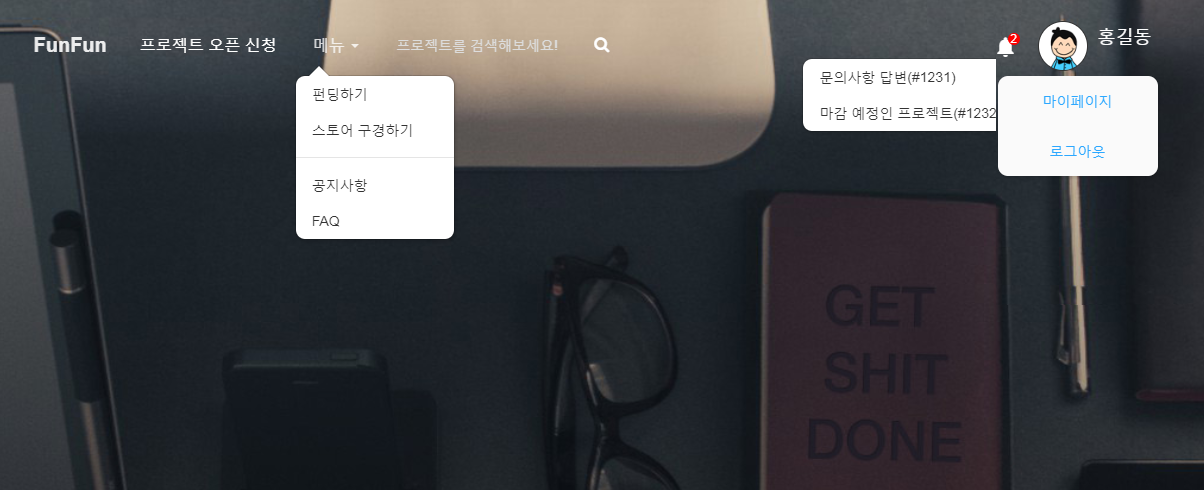 FunFun
프로젝트 오픈 신청
메뉴
프로젝트를 검색해보세요!
2
홍길동
펀딩하기
스토어 구경하기
공지사항
FAQ
문의사항 답변(#1231)
마감 예정인 프로젝트(#1232
마이페이지
로그아웃
GET
SHIT
DONE